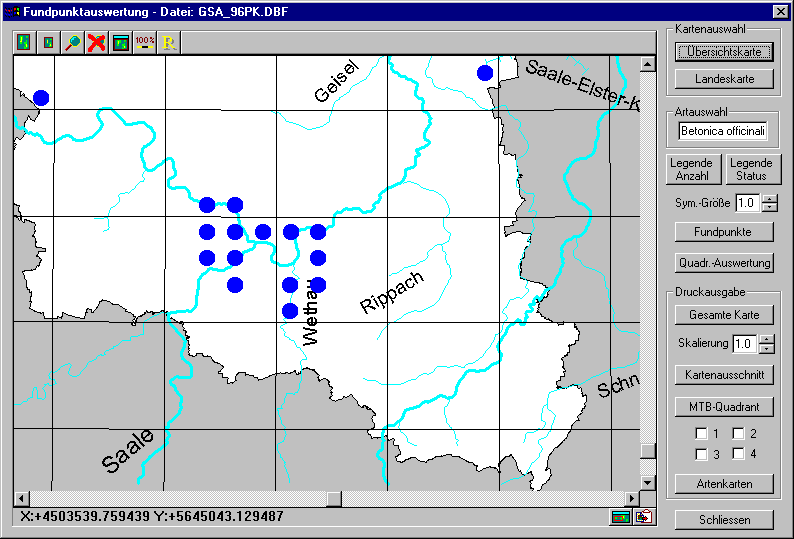 Fundpunktauswertung - Datei: GSA_96PK.DBF
100%
R
Geisel
Saale-Elster-K
Rippach
Wethau
Saale
Schn
X:+4503539.759439 Y:+5645043.129487
Kartenauswahl
Übersichtskarte
Landeskarte
Artauswahl
Betonica officinali
Legende Anzahl
Legende Status
Sym.-Größe 1.0
Fundpunkte
Quadr.-Auswertung
Druckausgabe
Gesamte Karte
Skalierung 1.0
Kartenausschnitt
MTB-Quadrant
1 2
3 4
Artenkarten
Schliessen